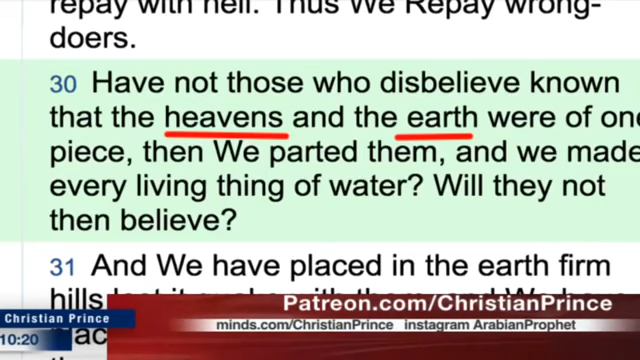 repay with hell. Thus We Repay wrong-
doers.
30 Have not those who disbelieve known
that the heavens and the earth were of one
piece, then We parted them, and we made
every living thing of water? Will they not
then believe?
31 And We have placed in the earth firm
hills
Patreon.com/ChristianPrince
Christian Prince
minds.com/ChristianPrince instagram ArabianProphet
10:20